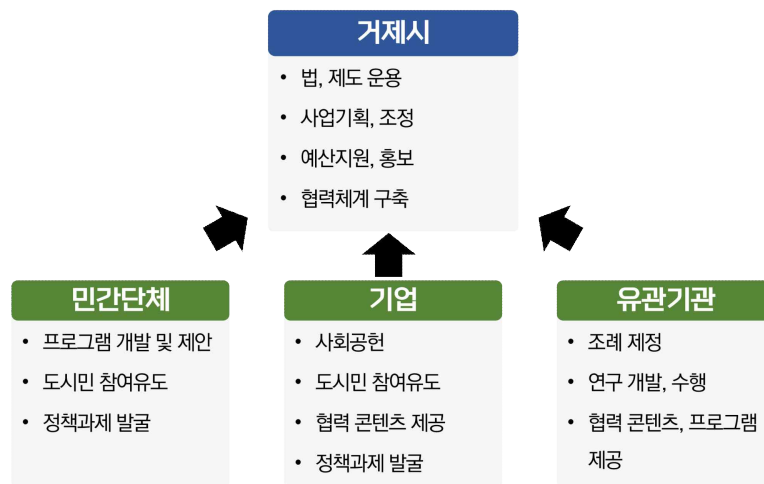 거제시
• 법, 제도 운용
• 사업기획, 조정
• 예산지원, 홍보
• 협력체계 구축
민간단체
• 프로그램 개발 및 제안
• 도시민 참여유도
• 정책과제 발굴
기업
• 사회공헌
• 도시민 참여유도
• 협력 콘텐츠 제공
• 정책과제 발굴
유관기관
• 조례 제정
• 연구 개발, 수행
• 협력 콘텐츠, 프로그램
제공